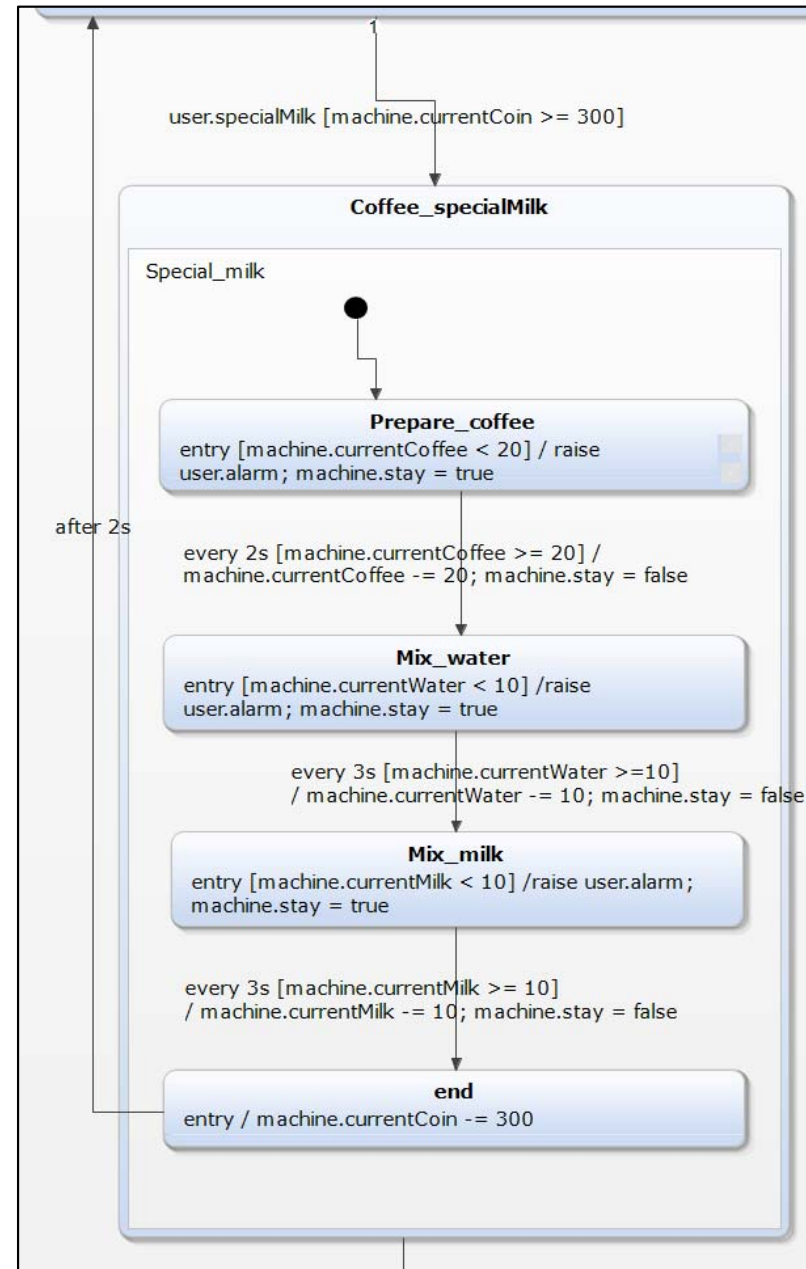 1
user.specialMilk [machine.currentCoin >= 300]
Coffee_specialMilk
Special_milk
Prepare_coffee
entry [machine.currentCoffee < 20] / raise
user.alarm; machine.stay = true
after 2s
every 2s [machine.currentCoffee >= 20] /
machine.currentCoffee -= 20; machine.stay = false
Mix_water
entry [machine.currentWater < 10] /raise
user.alarm; machine.stay = true
every 3s [machine.currentWater >=10]
/ machine.currentWater -= 10; machine.stay = false
Mix_milk
entry [machine.currentMilk < 10] /raise user.alarm;
machine.stay = true
every 3s [machine.currentMilk >= 10]
/ machine.currentMilk -= 10; machine.stay = false
end
entry / machine.currentCoin -= 300